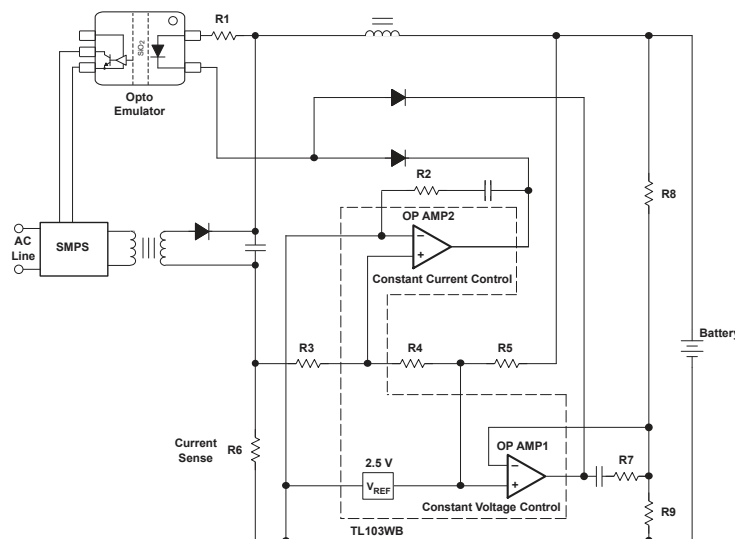 R1
SiO2
Opto
Emulator
R2
R8
OP AMP2
AC
Line
SMPS
−
+
Constant Current Control
Battery
R3
R4
R5
Current
Sense
R6
OP AMP1
2.5 V
VREF
−
+
R7
Constant Voltage Control
R9
TL103WB